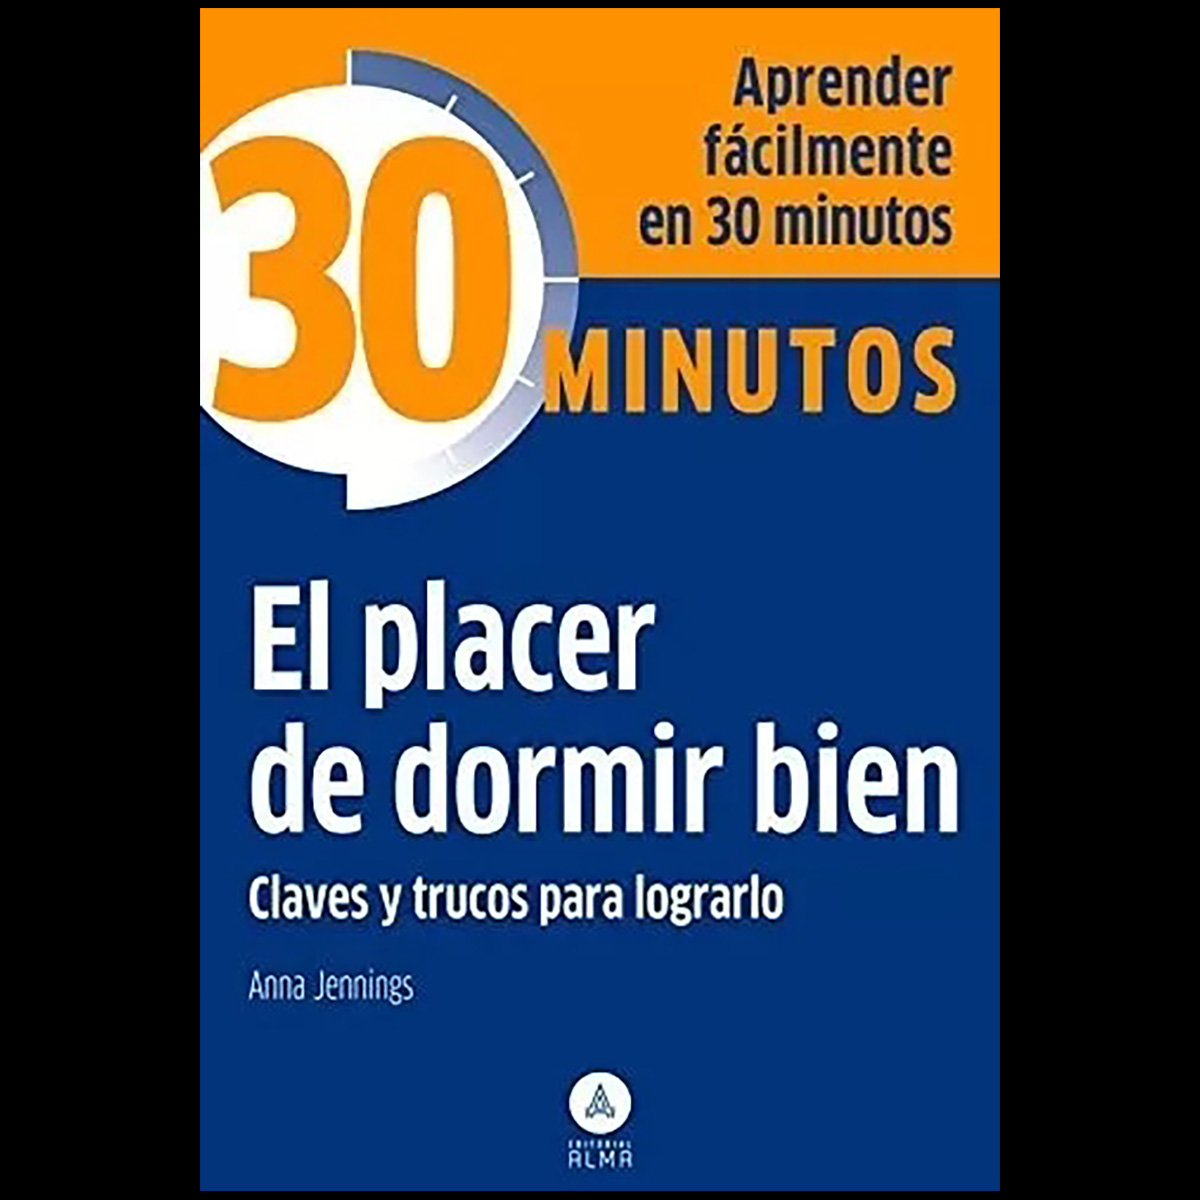 Aprender
fácilmente
en 30 minutos
30
MINUTOS
El placer
de dormir bien
Claves y trucos para lograrlo
Anna Jennings
EDITORIAL
ALMA